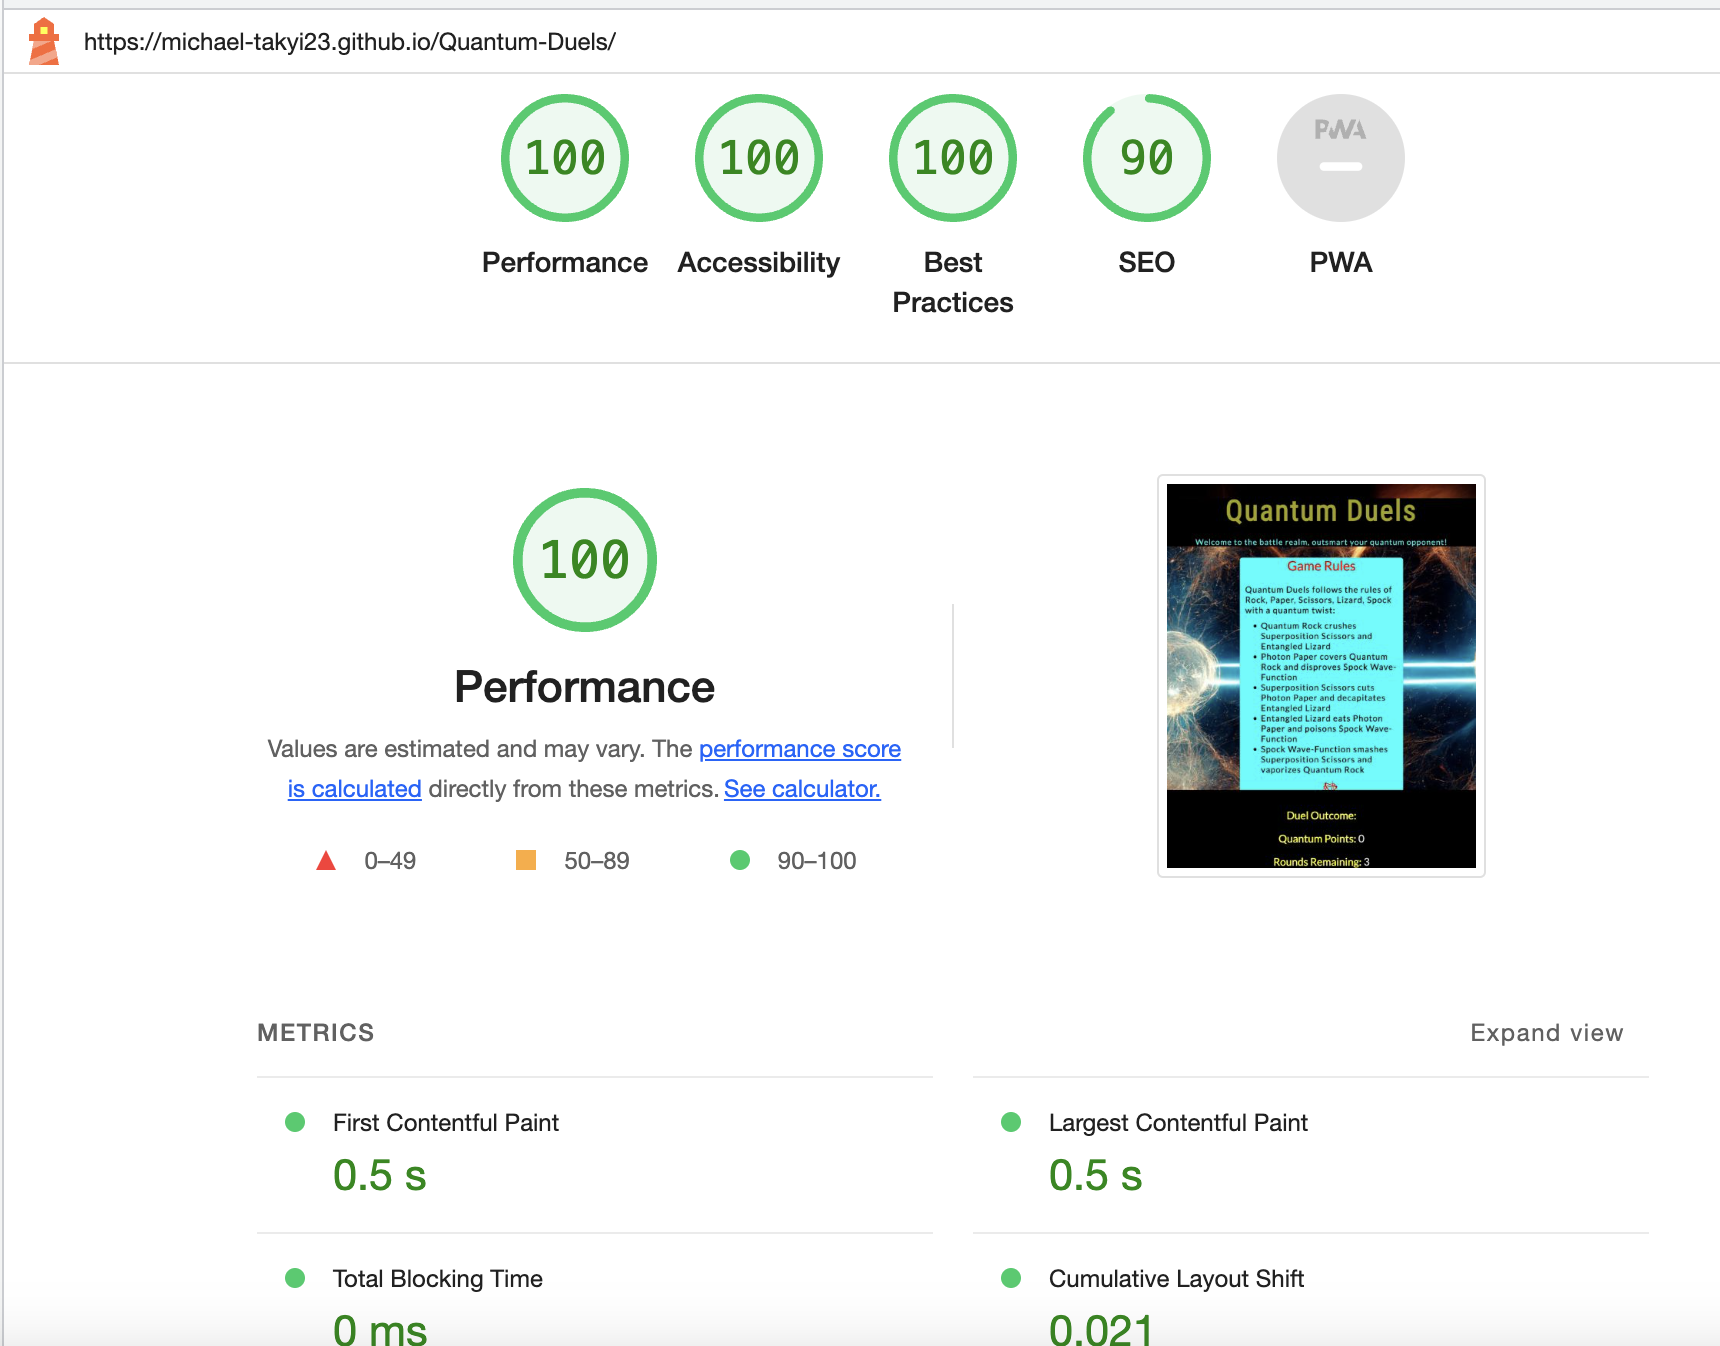 https://michael-takyi23.github.io/Quantum-Duels/
100
100
100
90
PWA
Performance
Accessibility
Best
Practices
SEO
PWA
100
Performance
Values are estimated and may vary. The performance score
is calculated directly from these metrics. See calculator.
0–49
50–89
90–100
Quantum Duels
Welcome to the battle realm, outsmart your quantum opponent!
Game Rules
Quantum Duels follows the rules of
Rock, Paper, Scissors, Lizard, Spock
with a quantum twist:
• Quantum Rock crushes
Superposition Scissors and
Entangled Lizard
• Photon Paper covers Quantum
Rock and disproves Spock Wave-
Function
• Superposition Scissors cuts
Photon Paper and decapitates
Entangled Lizard
• Entangled Lizard eats Photon
Paper and poisons Spock Wave-
Function
• Spock Wave-Function smashes
Superposition Scissors and
vaporizes Quantum Rock
Duel Outcome:
Quantum Points: 0
Rounds Remaining: 3
METRICS
Expand view
First Contentful Paint
0.5 s
Largest Contentful Paint
0.5 s
Total Blocking Time
0 ms
Cumulative Layout Shift
0.021